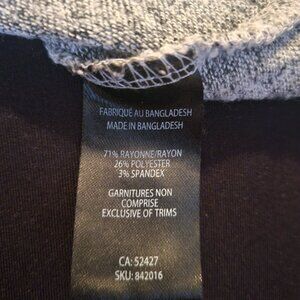 FABRIQUÉ AU BANGLADESH
MADE IN BANGLADESH
71% RAYONNE/RAYON
26% POLYESTER
3% SPANDEX
GARNITURES NON
COMPRISE
EXCLUSIVE OF TRIMS
CA: 52427
SKU: 842016